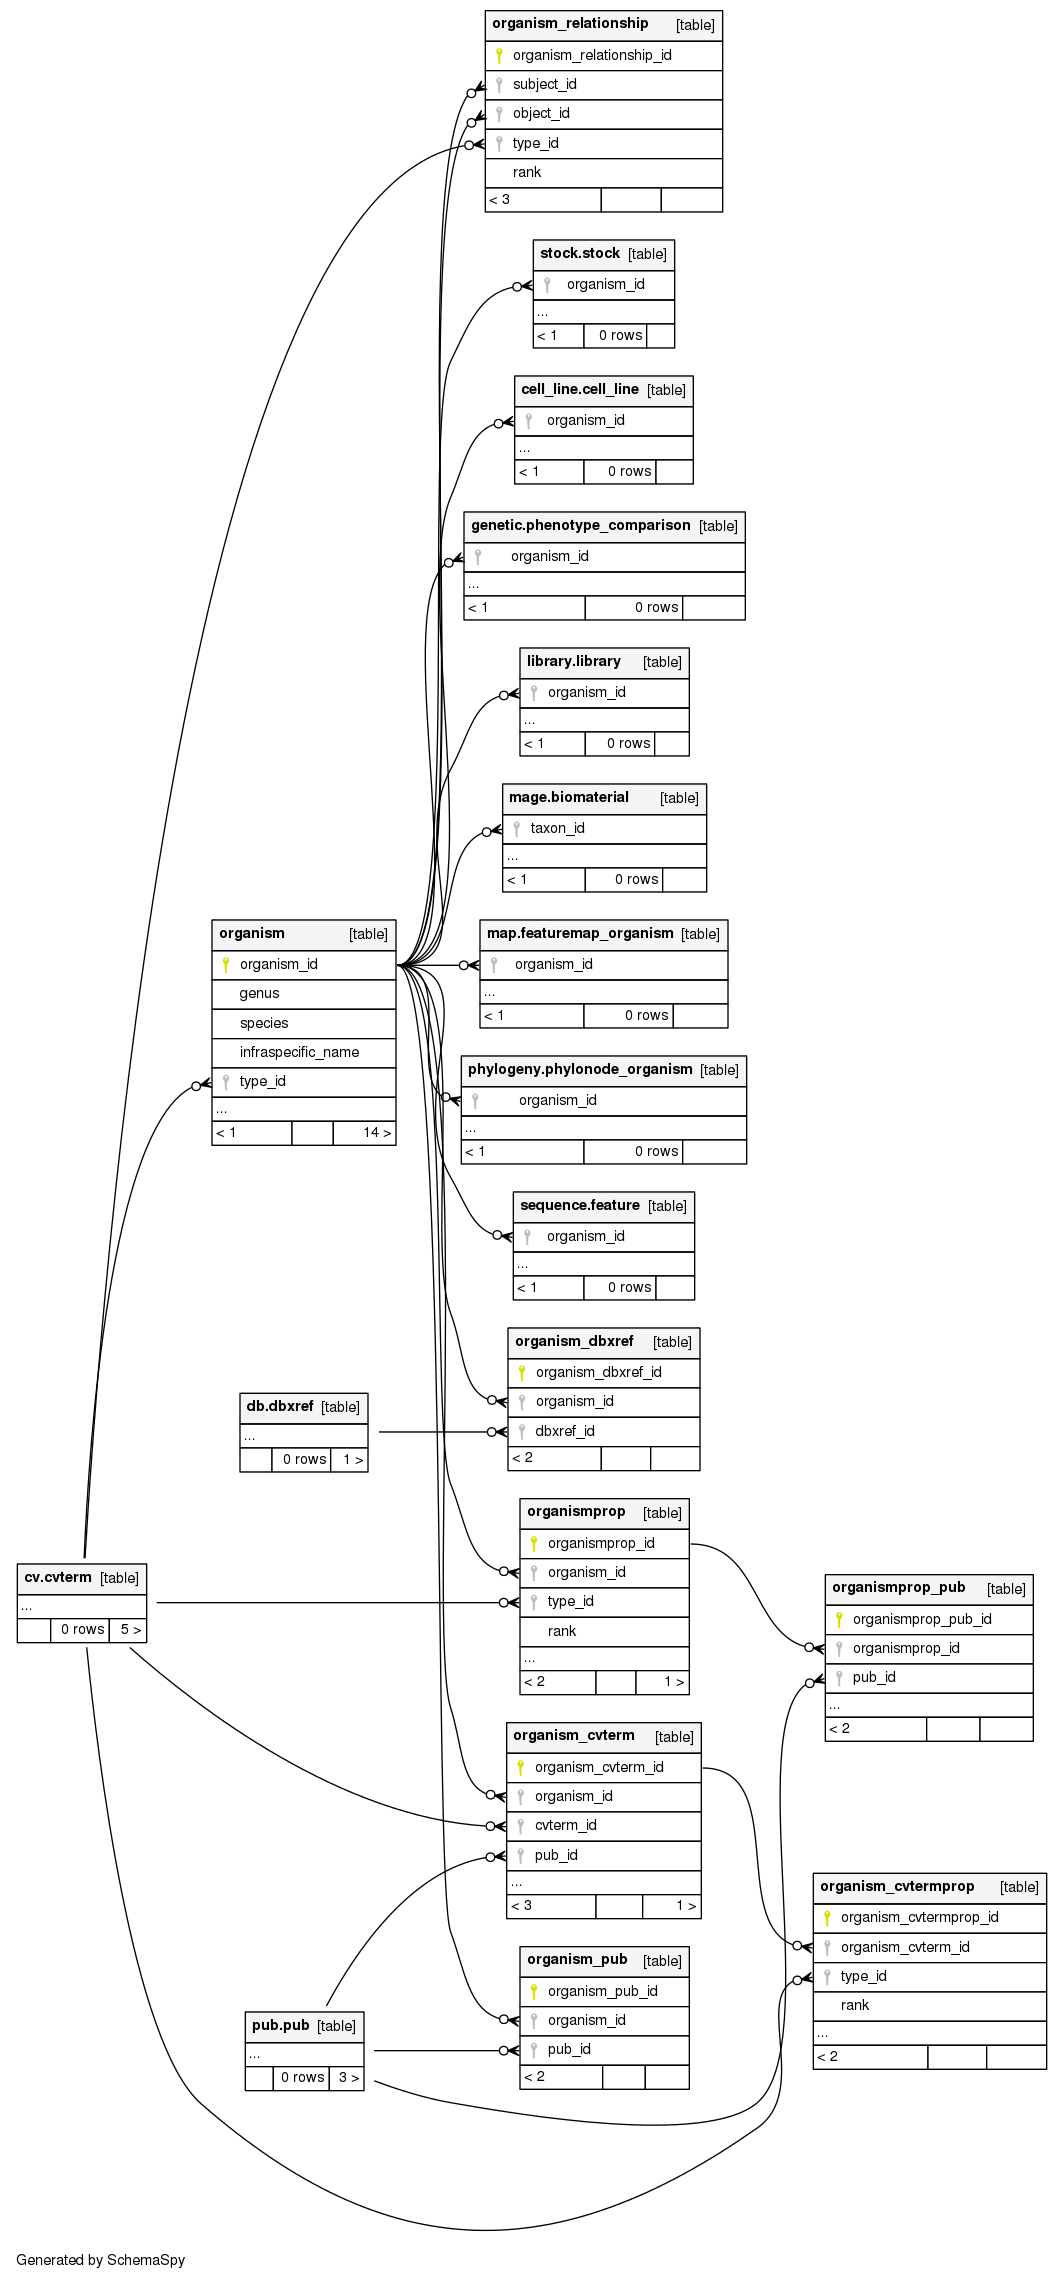 organism_relationship [table]
organism_relationship_id
subject_id
object_id
type_id
rank
< 3
stock.stock [table]
organism_id
...
< 1 0 rows
cell_line.cell_line [table]
organism_id
...
< 1 0 rows
genetic.phenotype_comparison [table]
organism_id
...
< 1 0 rows
library.library [table]
organism_id
...
< 1 0 rows
mage.biomaterial [table]
taxon_id
...
< 1 0 rows
organism [table]
organism_id
genus
species
infraspecific_name
type_id
...
< 1 14 >
map.featuremap_organism [table]
organism_id
...
< 1 0 rows
phylogeny.phylonode_organism [table]
organism_id
...
< 1 0 rows
sequence.feature [table]
organism_id
...
< 1 0 rows
organism_dbxref [table]
organism_dbxref_id
organism_id
dbxref_id
< 2
db.dbxref [table]
...
0 rows 1 >
organismprop [table]
organismprop_id
organism_id
type_id
rank
...
< 2 1 >
cv.cvterm [table]
...
0 rows 5 >
organismprop_pub [table]
organismprop_pub_id
organismprop_id
pub_id
...
< 2
organism_cvterm [table]
organism_cvterm_id
organism_id
cvterm_id
pub_id
...
< 3 1 >
organism_cvtermprop [table]
organism_cvtermprop_id
organism_cvterm_id
type_id
rank
...
< 2
organism_pub [table]
organism_pub_id
organism_id
pub_id
< 2
pub.pub [table]
...
0 rows 3 >
Generated by SchemaSpy